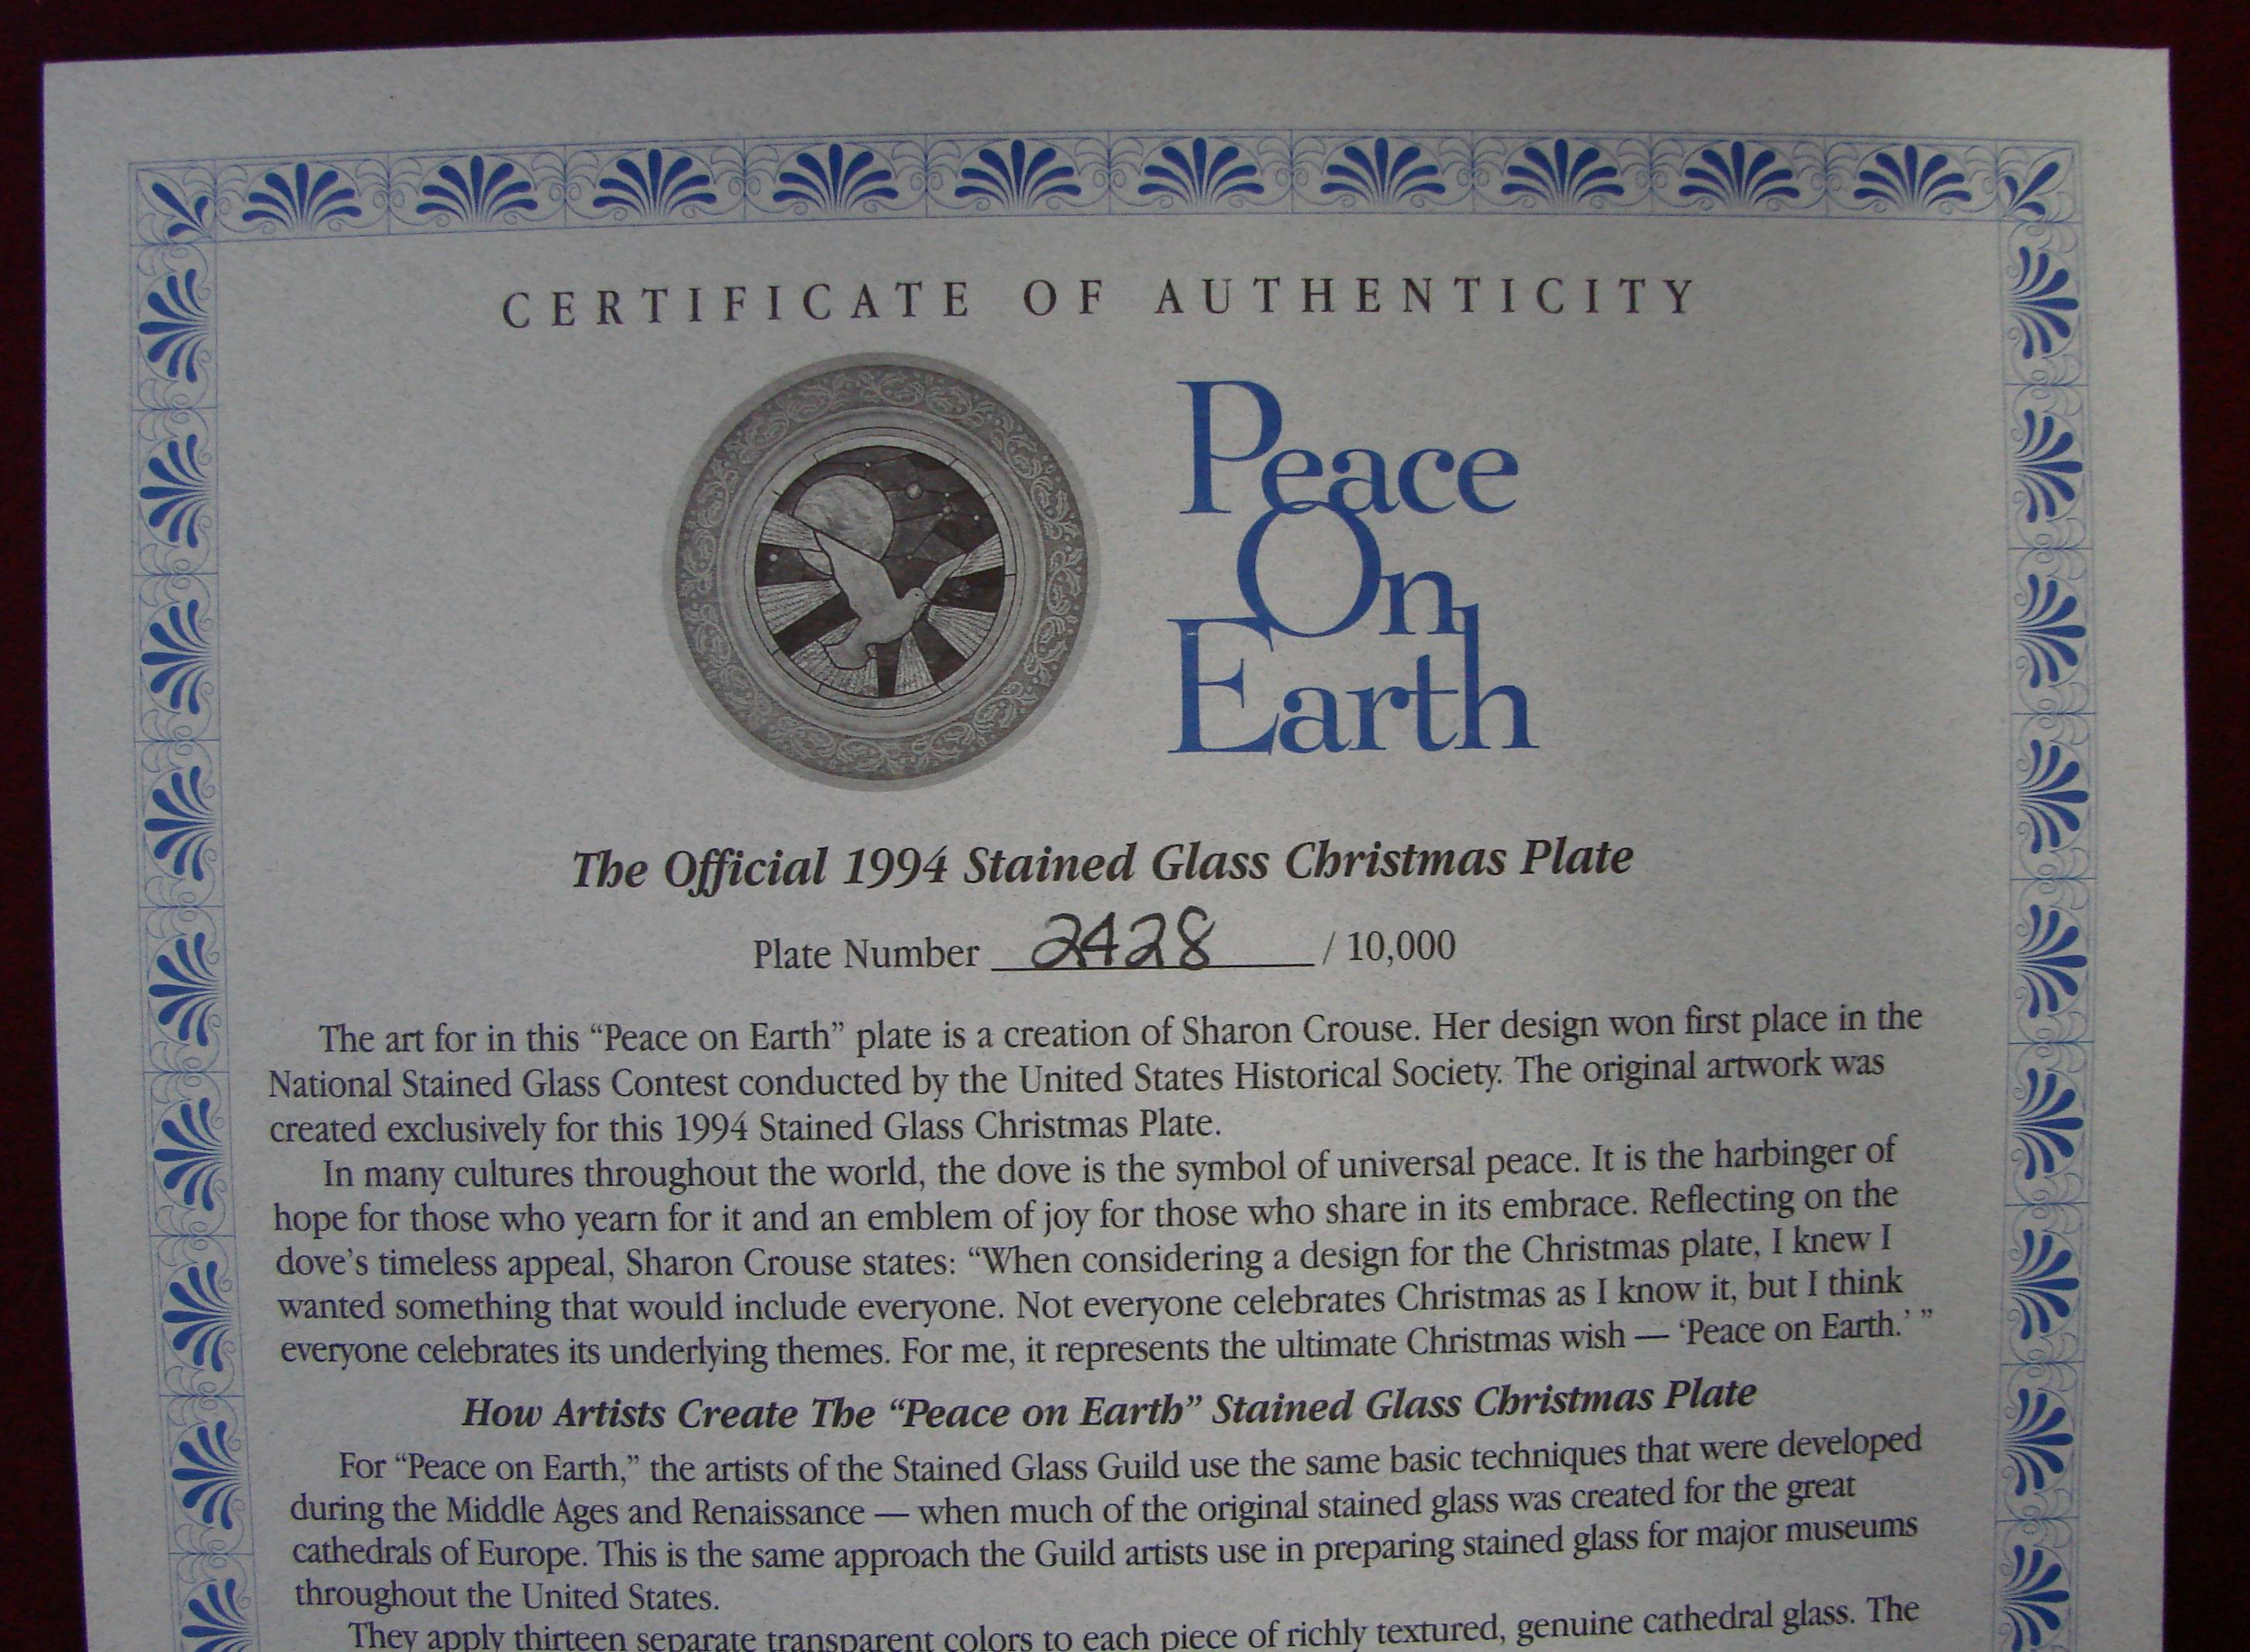 CERTIFICATE OF AUTHENTICITY
Peace
On
Earth
The Official 1994 Stained Glass Christmas Plate
Plate Number 2428 / 10,000
The art for in this “Peace on Earth” plate is a creation of Sharon Crouse. Her design won first place in the
National Stained Glass Contest conducted by the United States Historical Society. The original artwork was
created exclusively for this 1994 Stained Glass Christmas Plate.
In many cultures throughout the world, the dove is the symbol of universal peace. It is the harbinger of
hope for those who yearn for it and an emblem of joy for those who share in its embrace. Reflecting on the
dove’s timeless appeal, Sharon Crouse states: “When considering a design for the Christmas plate, I knew I
wanted something that would include everyone. Not everyone celebrates Christmas as I know it, but I think
everyone celebrates its underlying themes. For me, it represents the ultimate Christmas wish — ‘Peace on Earth.’ ”
How Artists Create The “Peace on Earth” Stained Glass Christmas Plate
For “Peace on Earth,” the artists of the Stained Glass Guild use the same basic techniques that were developed
during the Middle Ages and Renaissance — when much of the original stained glass was created for the great
cathedrals of Europe. This is the same approach the Guild artists use in preparing stained glass for major museums
throughout the United States.
They apply thirteen separate transparent colors to each piece of richly textured, genuine cathedral glass. The